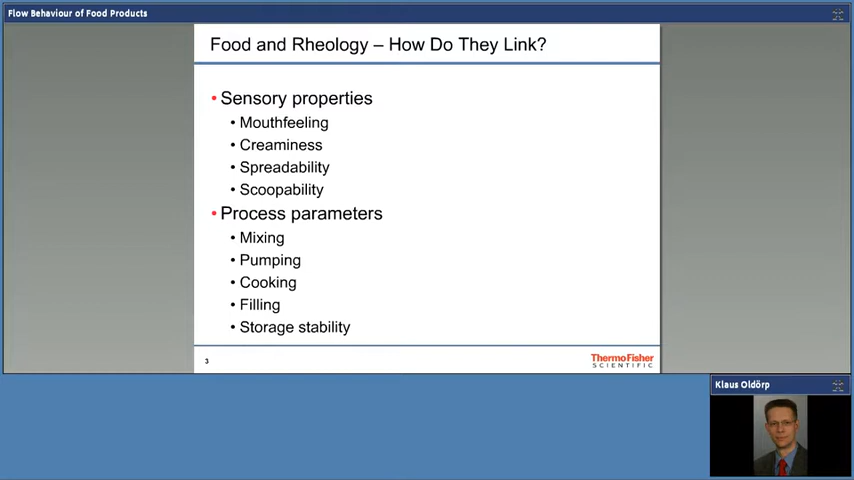 Flow Behaviour of Food Products
Food and Rheology – How Do They Link?
• Sensory properties
• Mouthfeeling
• Creaminess
• Spreadability
• Scoopability
• Process parameters
• Mixing
• Pumping
• Cooking
• Filling
• Storage stability
3
ThermoFisher
SCIENTIFIC
Klaus Oldörp